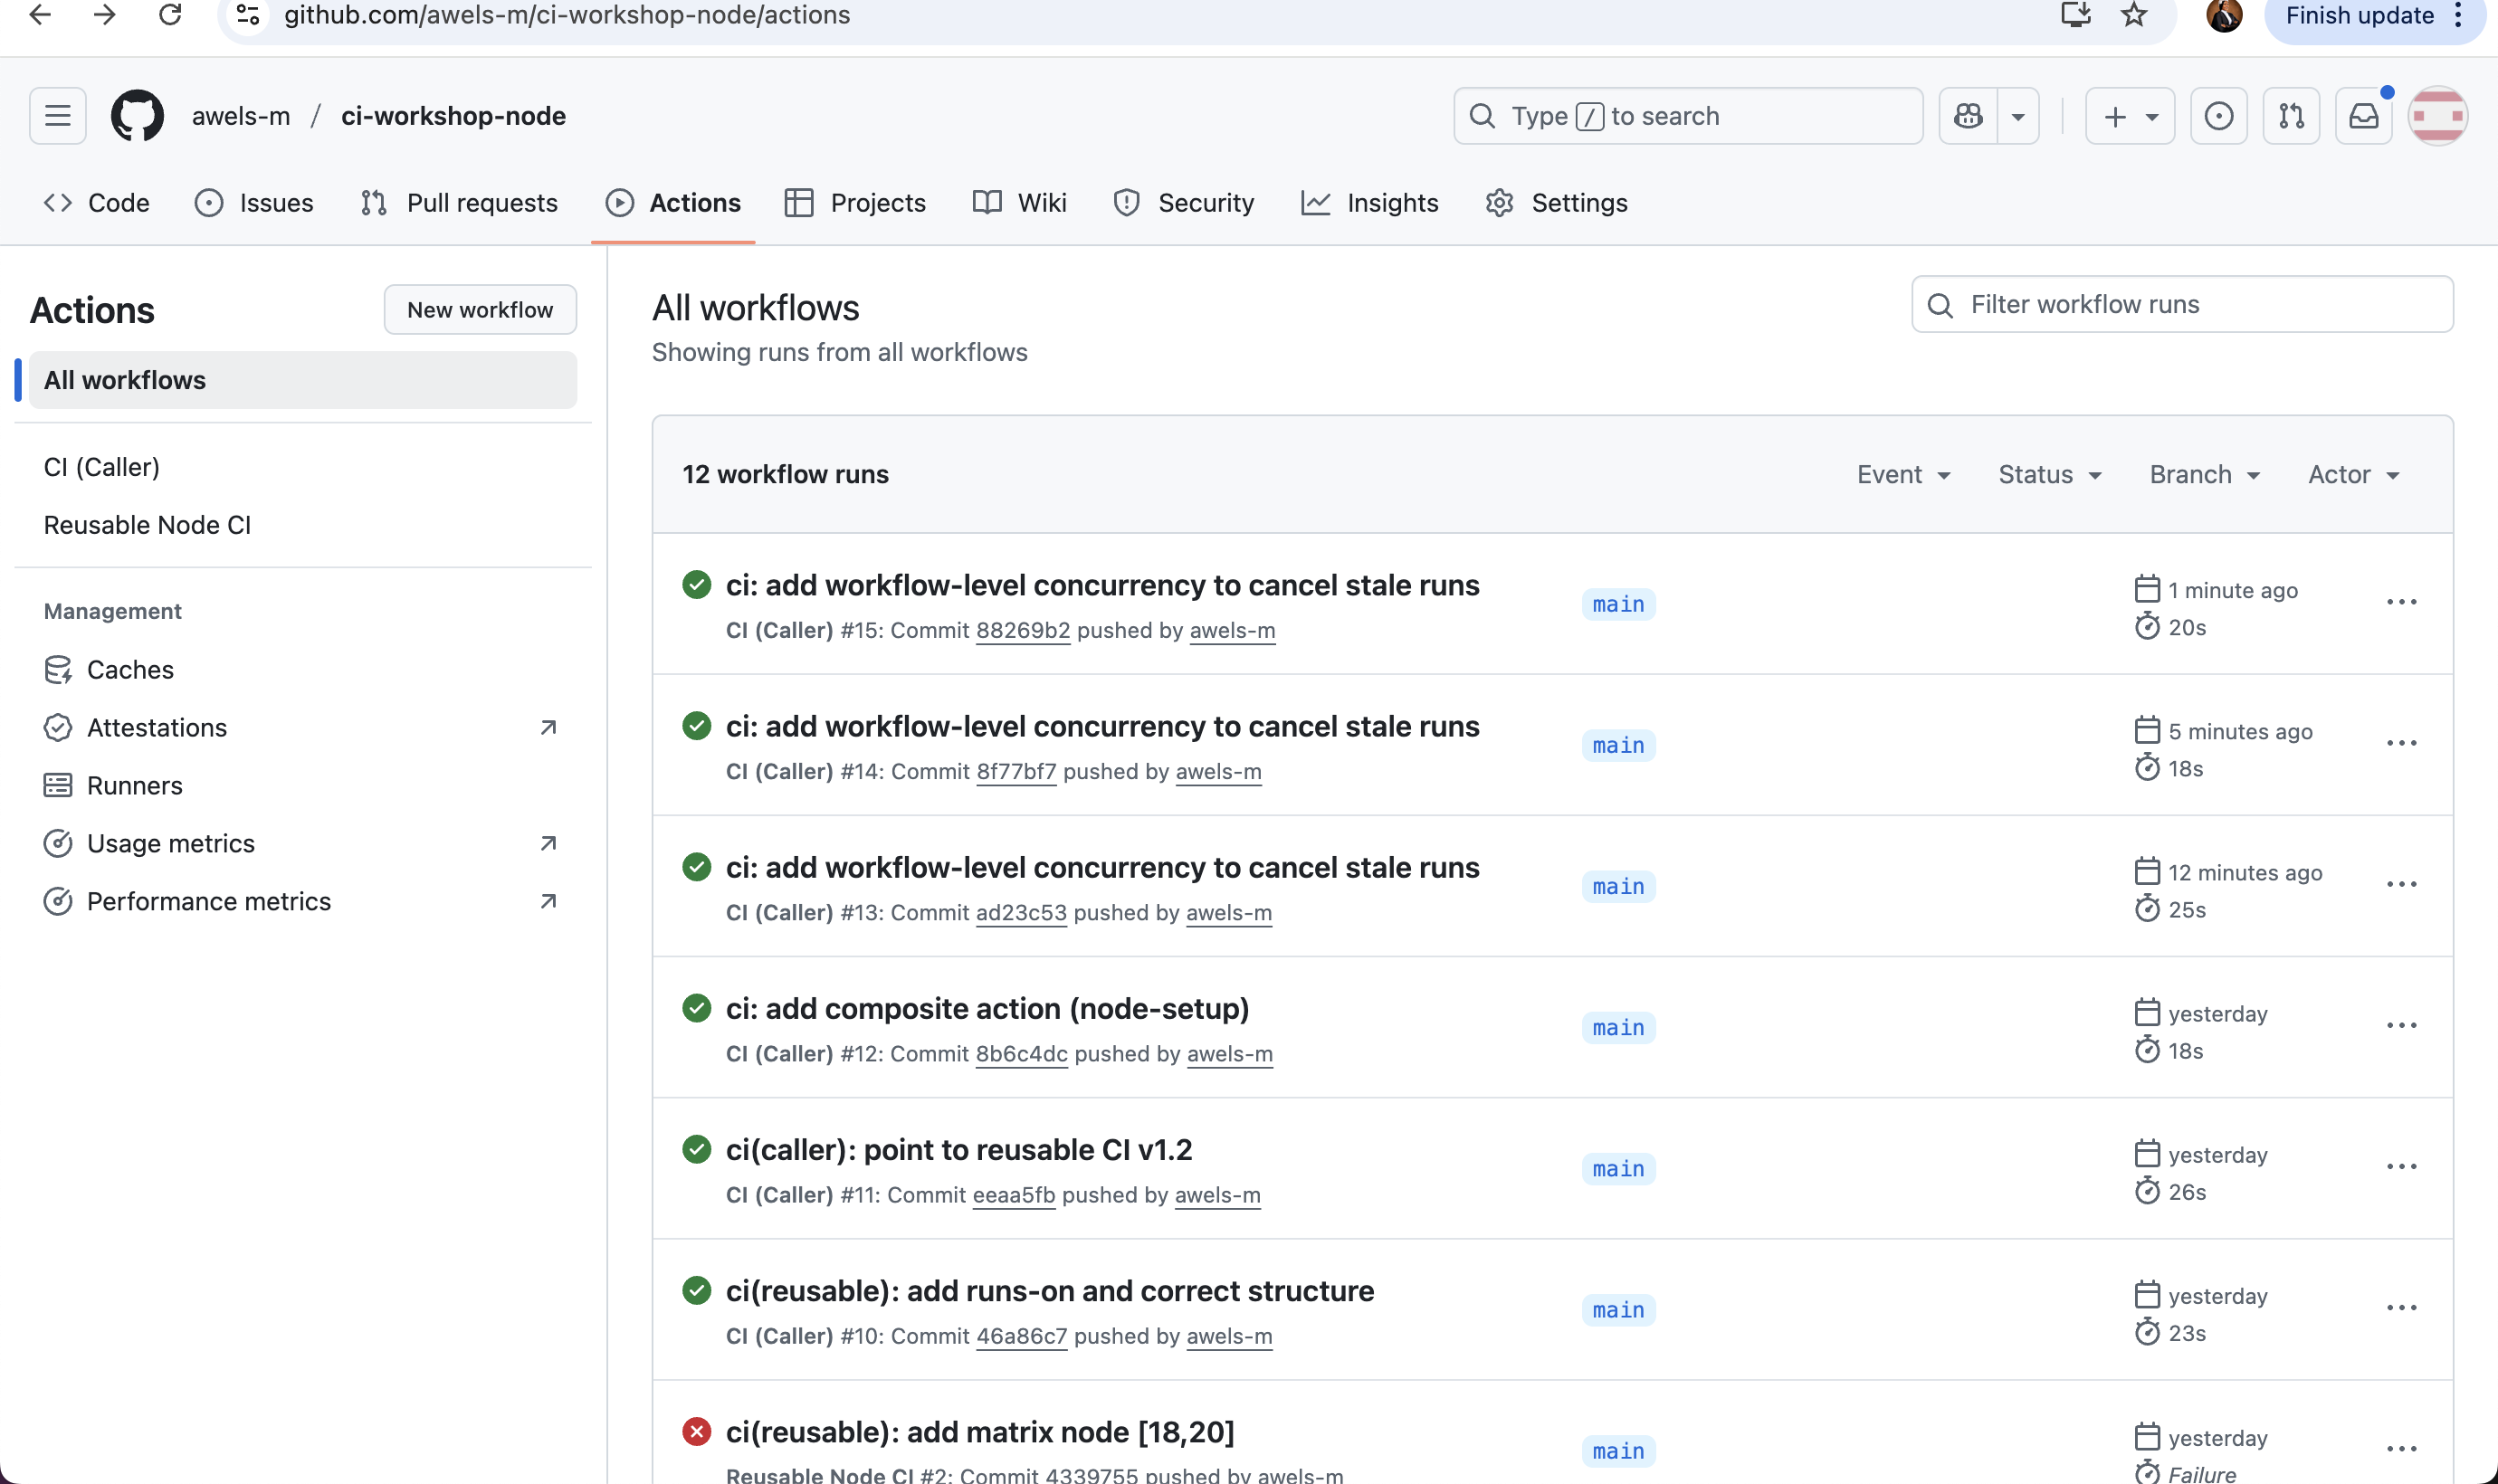 github.com/awels-m/ci-workshop-node/actions
Finish update
awels-m / ci-workshop-node
Type / to search
Code
Issues
Pull requests
Actions
Projects
Wiki
Security
Insights
Settings
Actions
New workflow
All workflows
CI (Caller)
Reusable Node CI
Management
Caches
Attestations
Runners
Usage metrics
Performance metrics
All workflows
Showing runs from all workflows
Filter workflow runs
12 workflow runs
Event
Status
Branch
Actor
ci: add workflow-level concurrency to cancel stale runs
CI (Caller) #15: Commit 88269b2 pushed by awels-m
main
1 minute ago
20s
ci: add workflow-level concurrency to cancel stale runs
CI (Caller) #14: Commit 8f77bf7 pushed by awels-m
main
5 minutes ago
18s
ci: add workflow-level concurrency to cancel stale runs
CI (Caller) #13: Commit ad23c53 pushed by awels-m
main
12 minutes ago
25s
ci: add composite action (node-setup)
CI (Caller) #12: Commit 8b6c4dc pushed by awels-m
main
yesterday
18s
ci(caller): point to reusable CI v1.2
CI (Caller) #11: Commit eeaa5fb pushed by awels-m
main
yesterday
26s
ci(reusable): add runs-on and correct structure
CI (Caller) #10: Commit 46a86c7 pushed by awels-m
main
yesterday
23s
ci(reusable): add matrix node [18,20]
Reusable Node CI #2: Commit 4339755 pushed by awels-m
main
yesterday
Failure